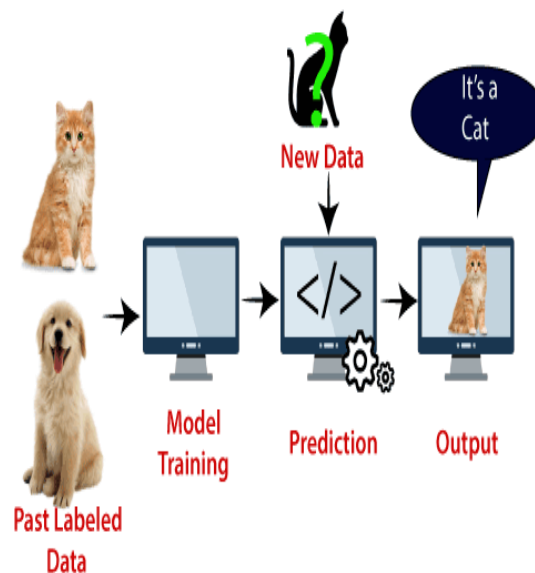 ?
New Data
It's a
Cat
</>
Model
Training
Prediction
Output
Past Labeled
Data